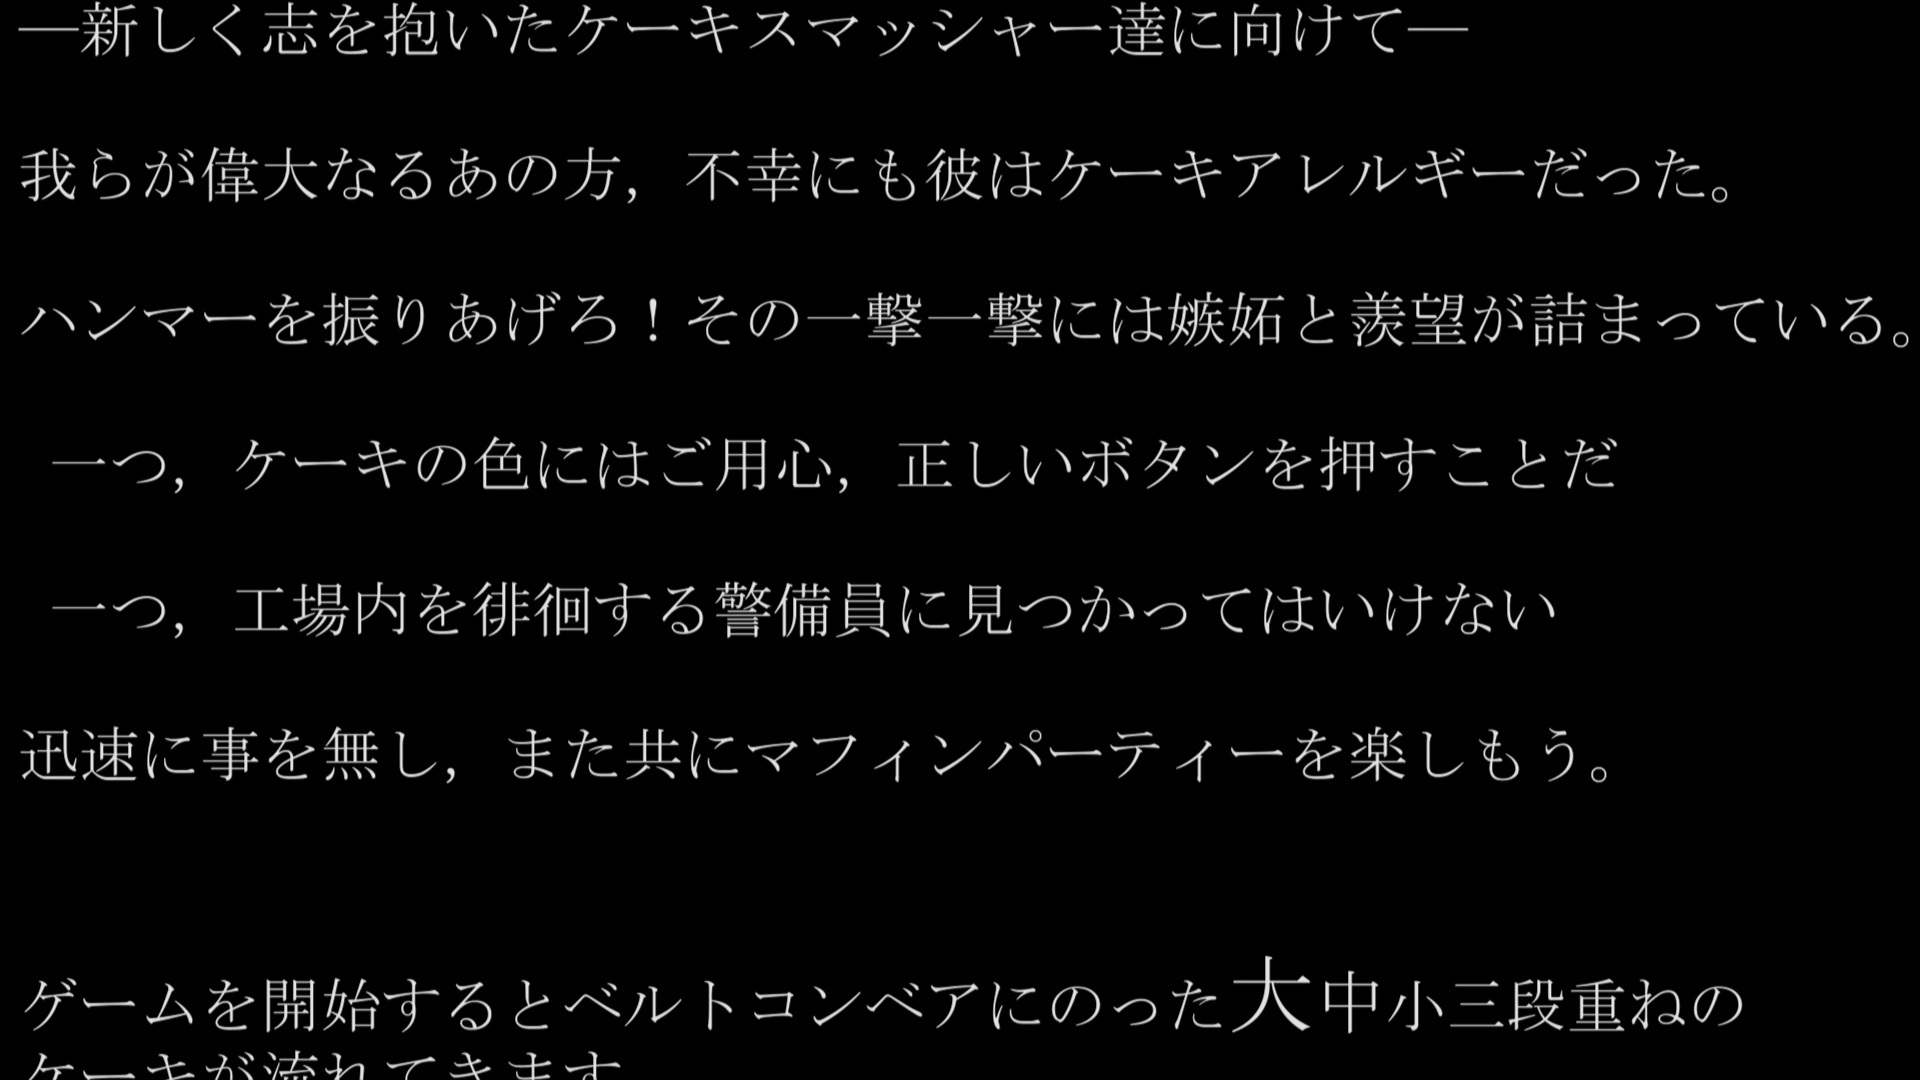 ―新しく志を抱いたケーキスマッシャー達に向けて―
我らが偉大なるあの方，不幸にも彼はケーキアレルギーだった。
ハンマーを振りあげろ！その一撃一撃には嫉妬と羨望が詰まっている。
一つ，ケーキの色にはご用心，正しいボタンを押すことだ
一つ，工場内を徘徊する警備員に見つかってはいけない
迅速に事を無し，また共にマフィンパーティーを楽しもう。
ゲームを開始するとベルトコンベアにのった大中小三段重ねの
ケーキが流れてきます